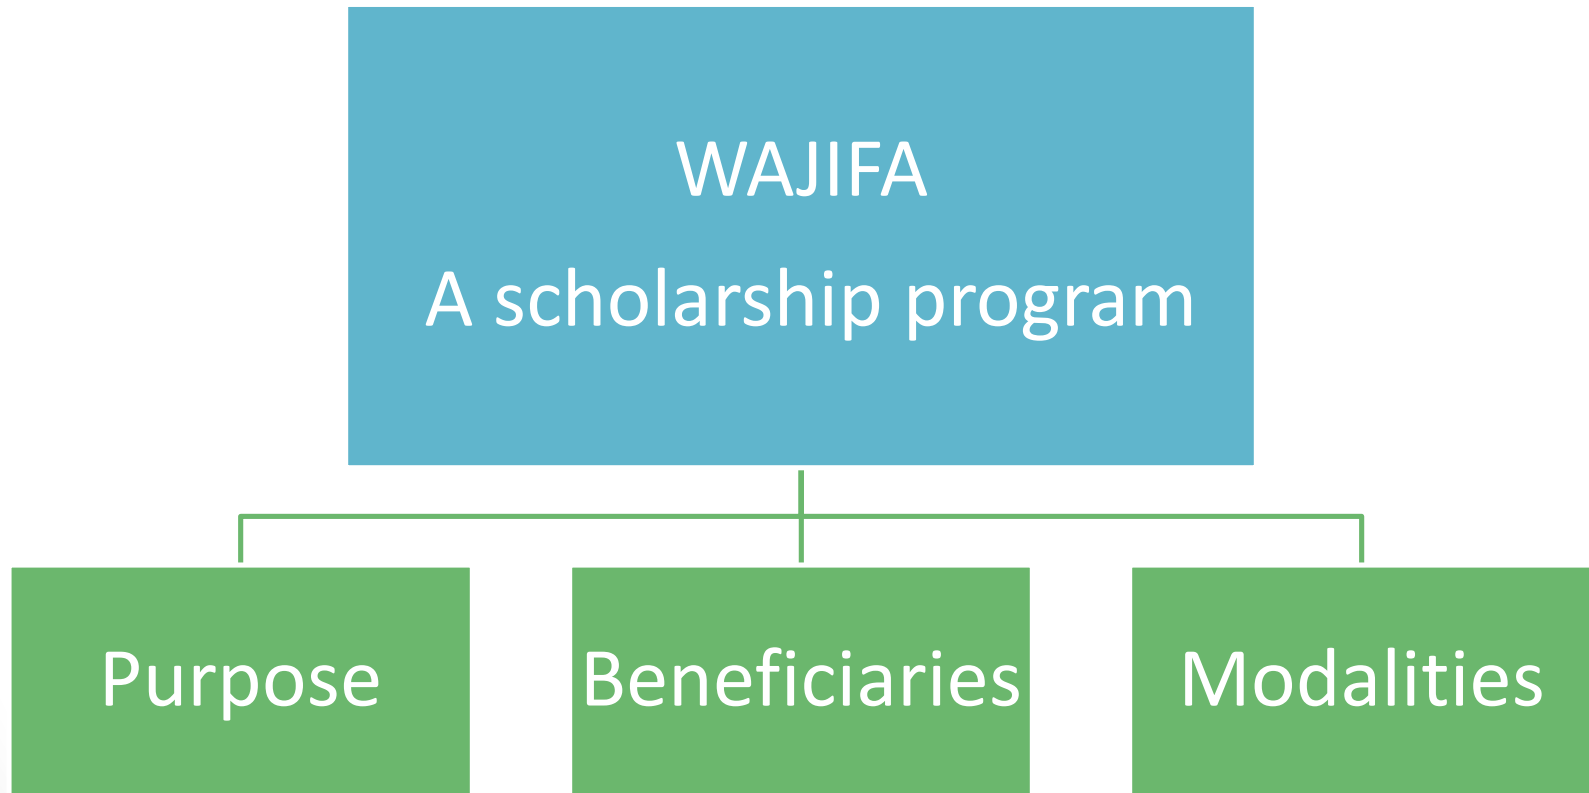 WAJIFA
A scholarship program
Purpose
Beneficiaries
Modalities